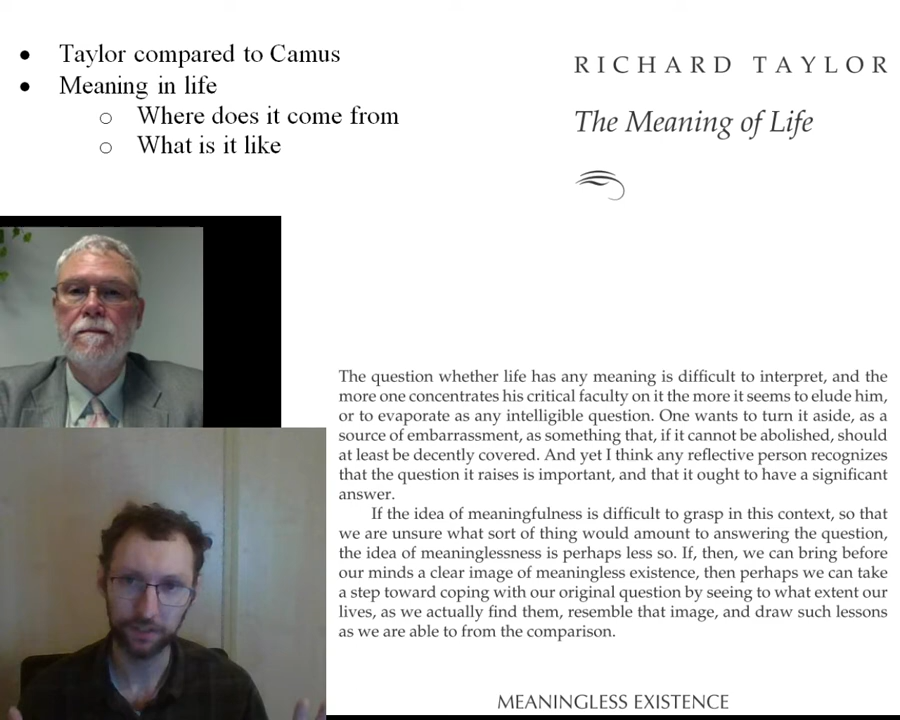 Taylor compared to Camus
Meaning in life
Where does it come from
What is it like
RICHARD TAYLOR
The Meaning of Life
The question whether life has any meaning is difficult to interpret, and the
more one concentrates his critical faculty on it the more it seems to elude him,
or to evaporate as any intelligible question. One wants to turn it aside, as a
source of embarrassment, as something that, if it cannot be abolished, should
at least be decently covered. And yet I think any reflective person recognizes
that the question it raises is important, and that it ought to have a significant
answer.
If the idea of meaningfulness is difficult to grasp in this context, so that
we are unsure what sort of thing would amount to answering the question,
the idea of meaninglessness is perhaps less so. If, then, we can bring before
our minds a clear image of meaningless existence, then perhaps we can take
a step toward coping with our original question by seeing to what extent our
lives, as we actually find them, resemble that image, and draw such lessons
as we are able to from the comparison.
MEANINGLESS EXISTENCE